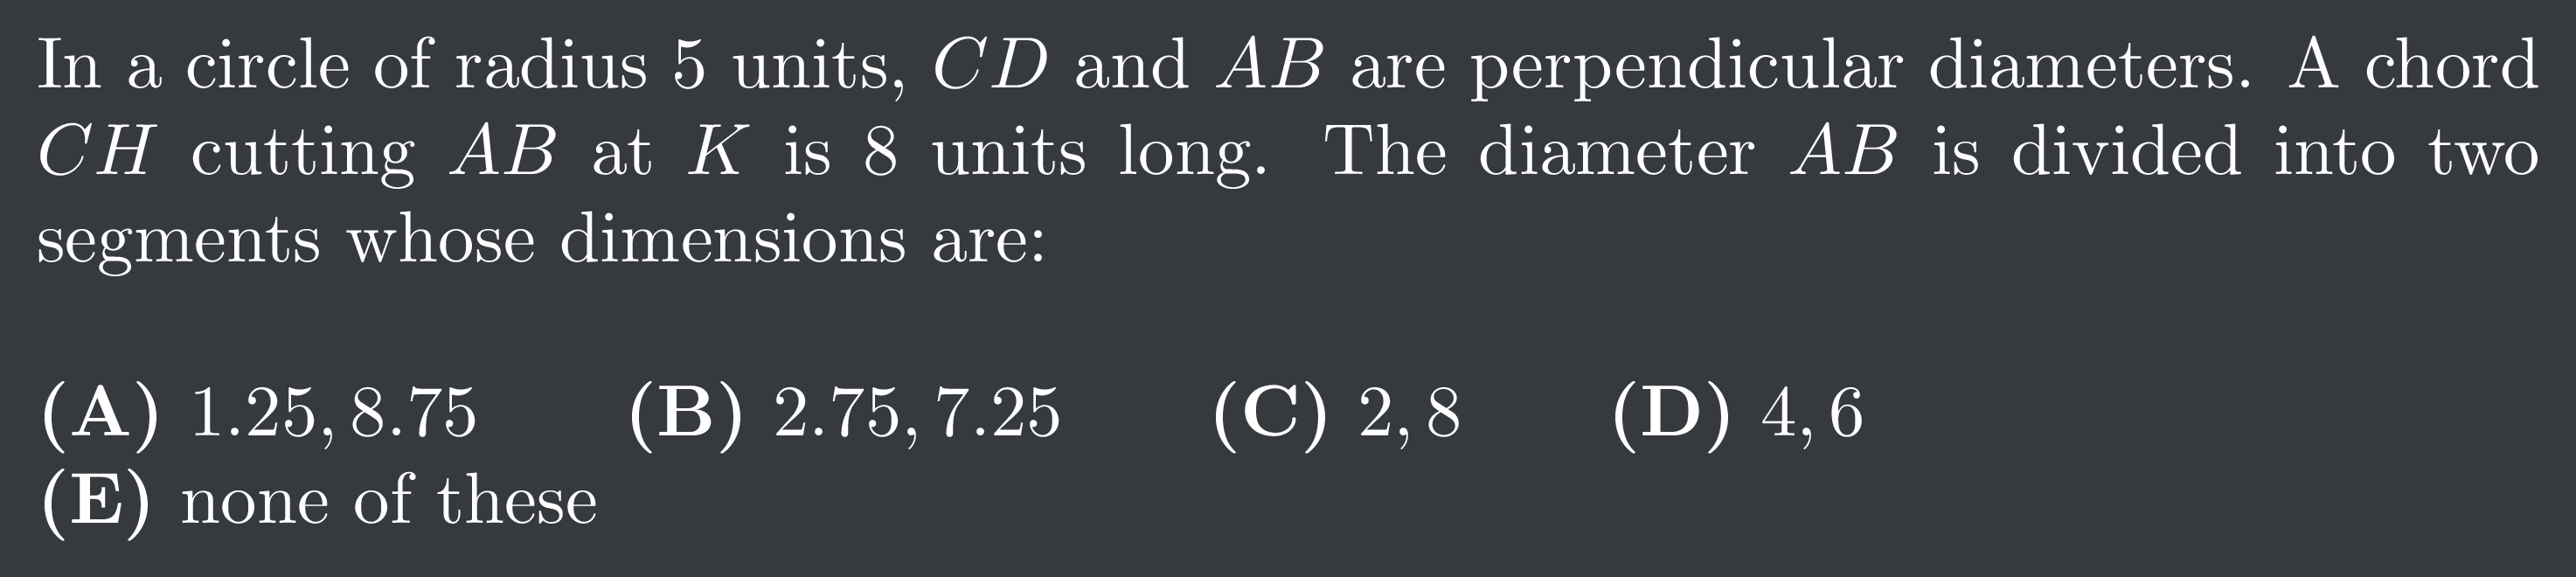 In a circle of radius 5 units, CD and AB are perpendicular diameters. A chord
CH cutting AB at K is 8 units long. The diameter AB is divided into two
segments whose dimensions are:
(A) 1.25, 8.75 (B) 2.75, 7.25 (C) 2, 8 (D) 4, 6
(E) none of these